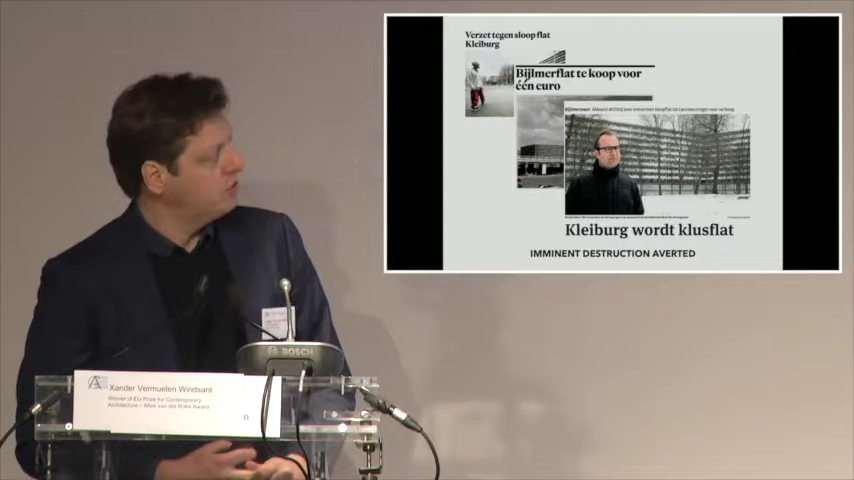 Verzet tegen sloop flat
Kleiburg
Bijlmerflat te koop voor
één euro
Kleiburg wordt klusflat
IMMINENT DESTRUCTION AVERTED
BOSCH
Xander Vermuelen Windsant
Winner of EU Prize for Contemporary
Architecture – Mies van der Rohe Award
n